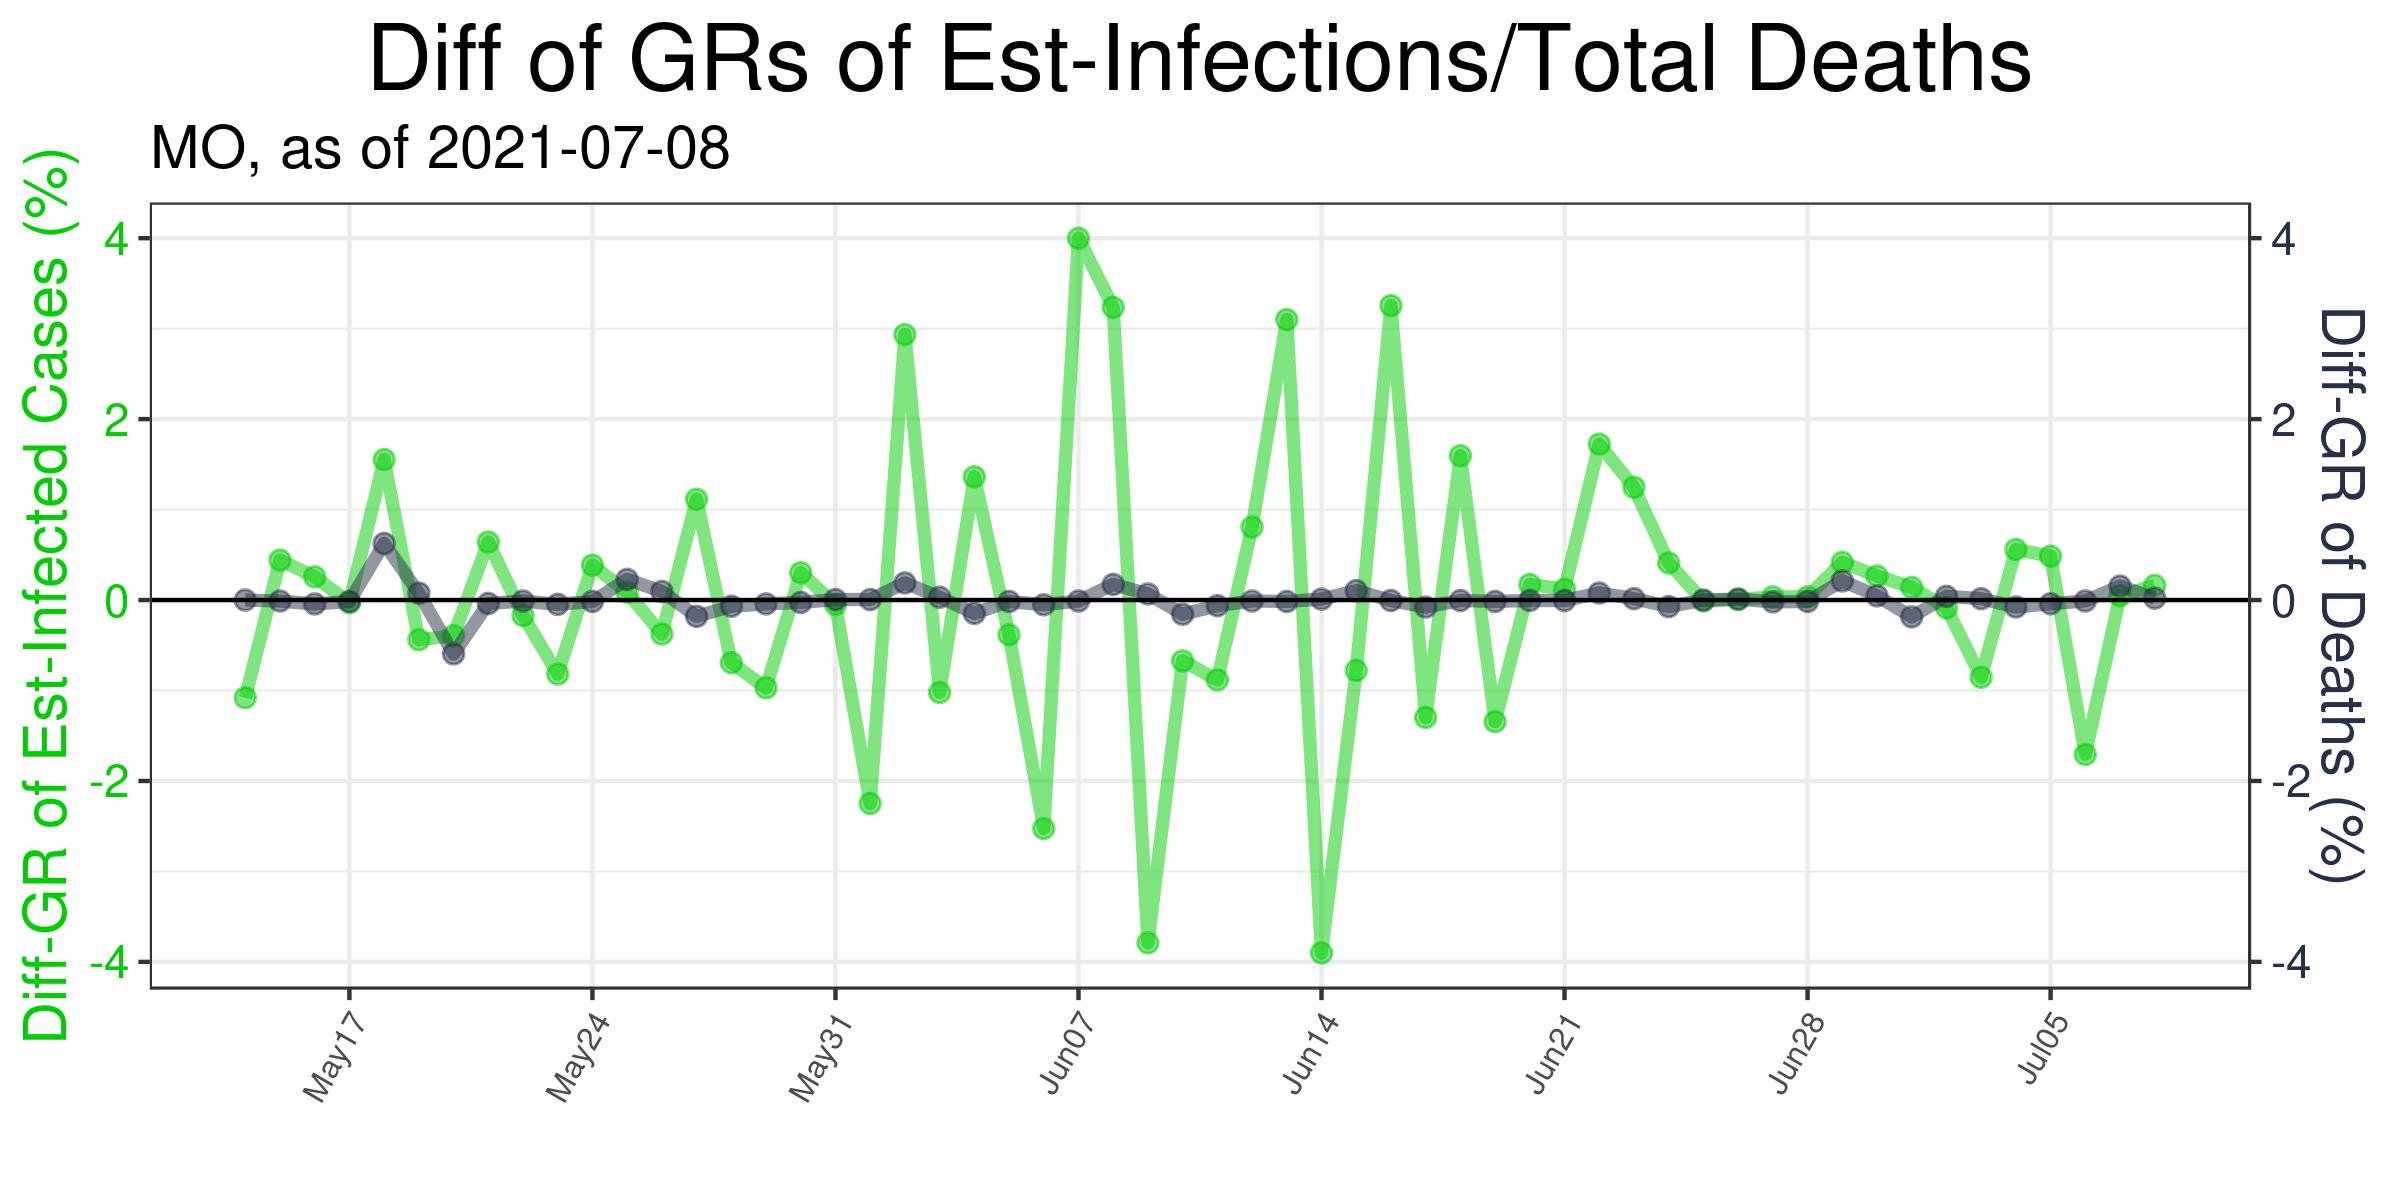 Diff of GRs of Est-Infections/Total Deaths
MO, as of 2021-07-08
Diff-GR of Est-Infected Cases (%)
4
2
0
-2
-4
4
2
0
-2
-4
Diff-GR of Deaths (%)
May17
May24
May31
Jun07
Jun14
Jun21
Jun28
Jul05